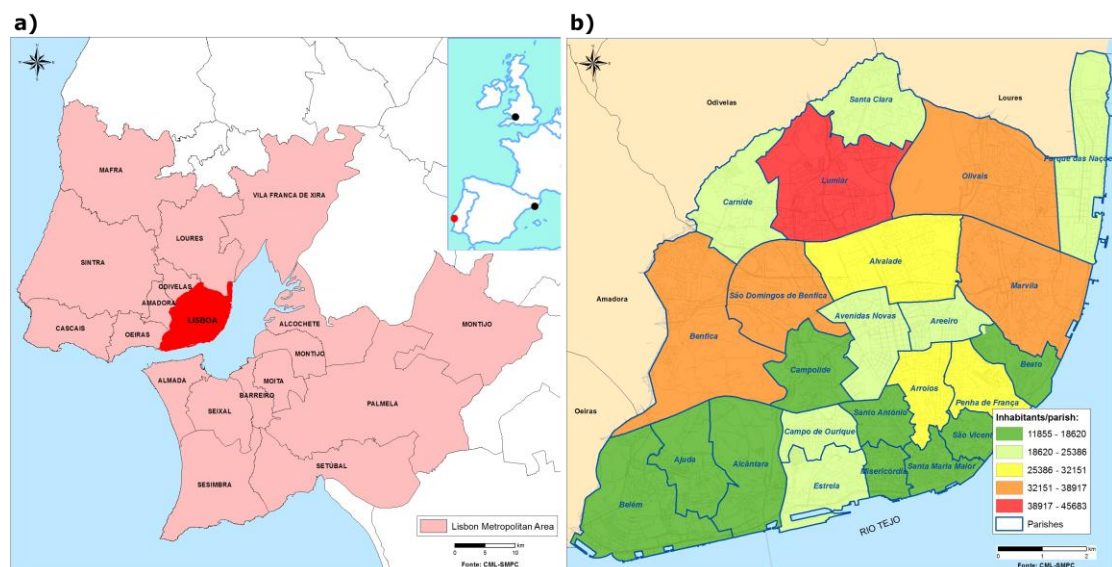 a)
MAFRA
VILA FRANCA DE XIRA
LOURES
SINTRA
ODIVELAS
AMADORA
LISBOA
CASCAIS
OEIRAS
ALCOCHETE
MONTIJO
MONTIJO
ALMADA
MOITA
BARREIRO
SEIXAL
PALMELA
SETÚBAL
SESIMBRA
Lisbon Metropolitan Area
0 5 10 km
Fonte: CML-SMPC
b)
Odivelas
Loures
Santa Clara
Parque das Naçõe
Lumiar
Olivais
Carnide
Alvalade
Amadora
São Domingos de Benfica
Marvila
Avenidas Novas
Areeiro
Benfica
Campolide
Beato
Arroios
Penha de França
Oeiras
Santo António
Campo de Ourique
São Vicent
Ajuda
Alcântara
Misericórdia
Santa Maria Maior
Estrela
Belém
RIO TEJO
Inhabitants/parish:
11855 - 18620
18620 - 25386
25386 - 32151
32151 - 38917
38917 - 45683
Parishes
0 1 2 km
Fonte: CML-SMPC